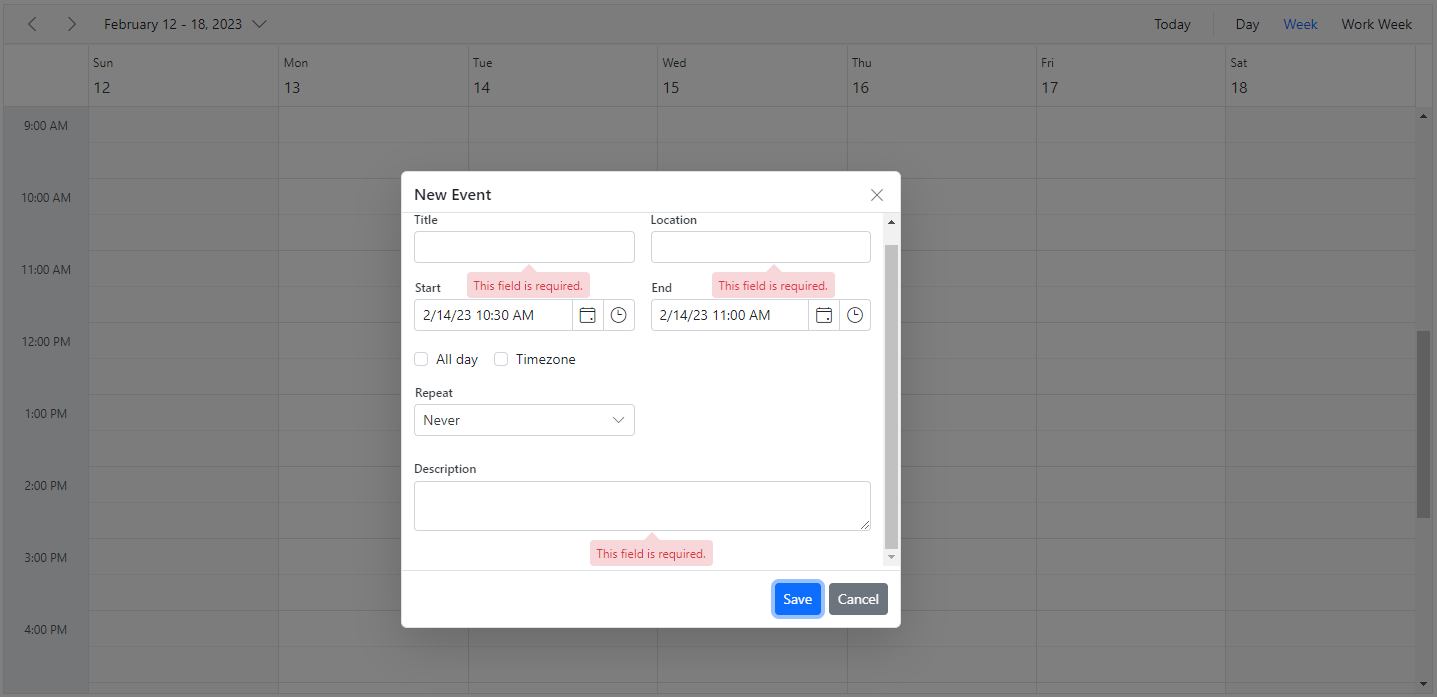 February 12 - 18, 2023 Today Day Week Work Week
Sun Mon Tue Wed Thu Fri Sat
12 13 14 15 16 17 18
9:00 AM
10:00 AM
11:00 AM
12:00 PM
1:00 PM
2:00 PM
3:00 PM
4:00 PM
New Event
Title Location
This field is required. This field is required.
Start End
2/14/23 10:30 AM 2/14/23 11:00 AM
All day Timezone
Repeat
Never
Description
This field is required.
Save Cancel